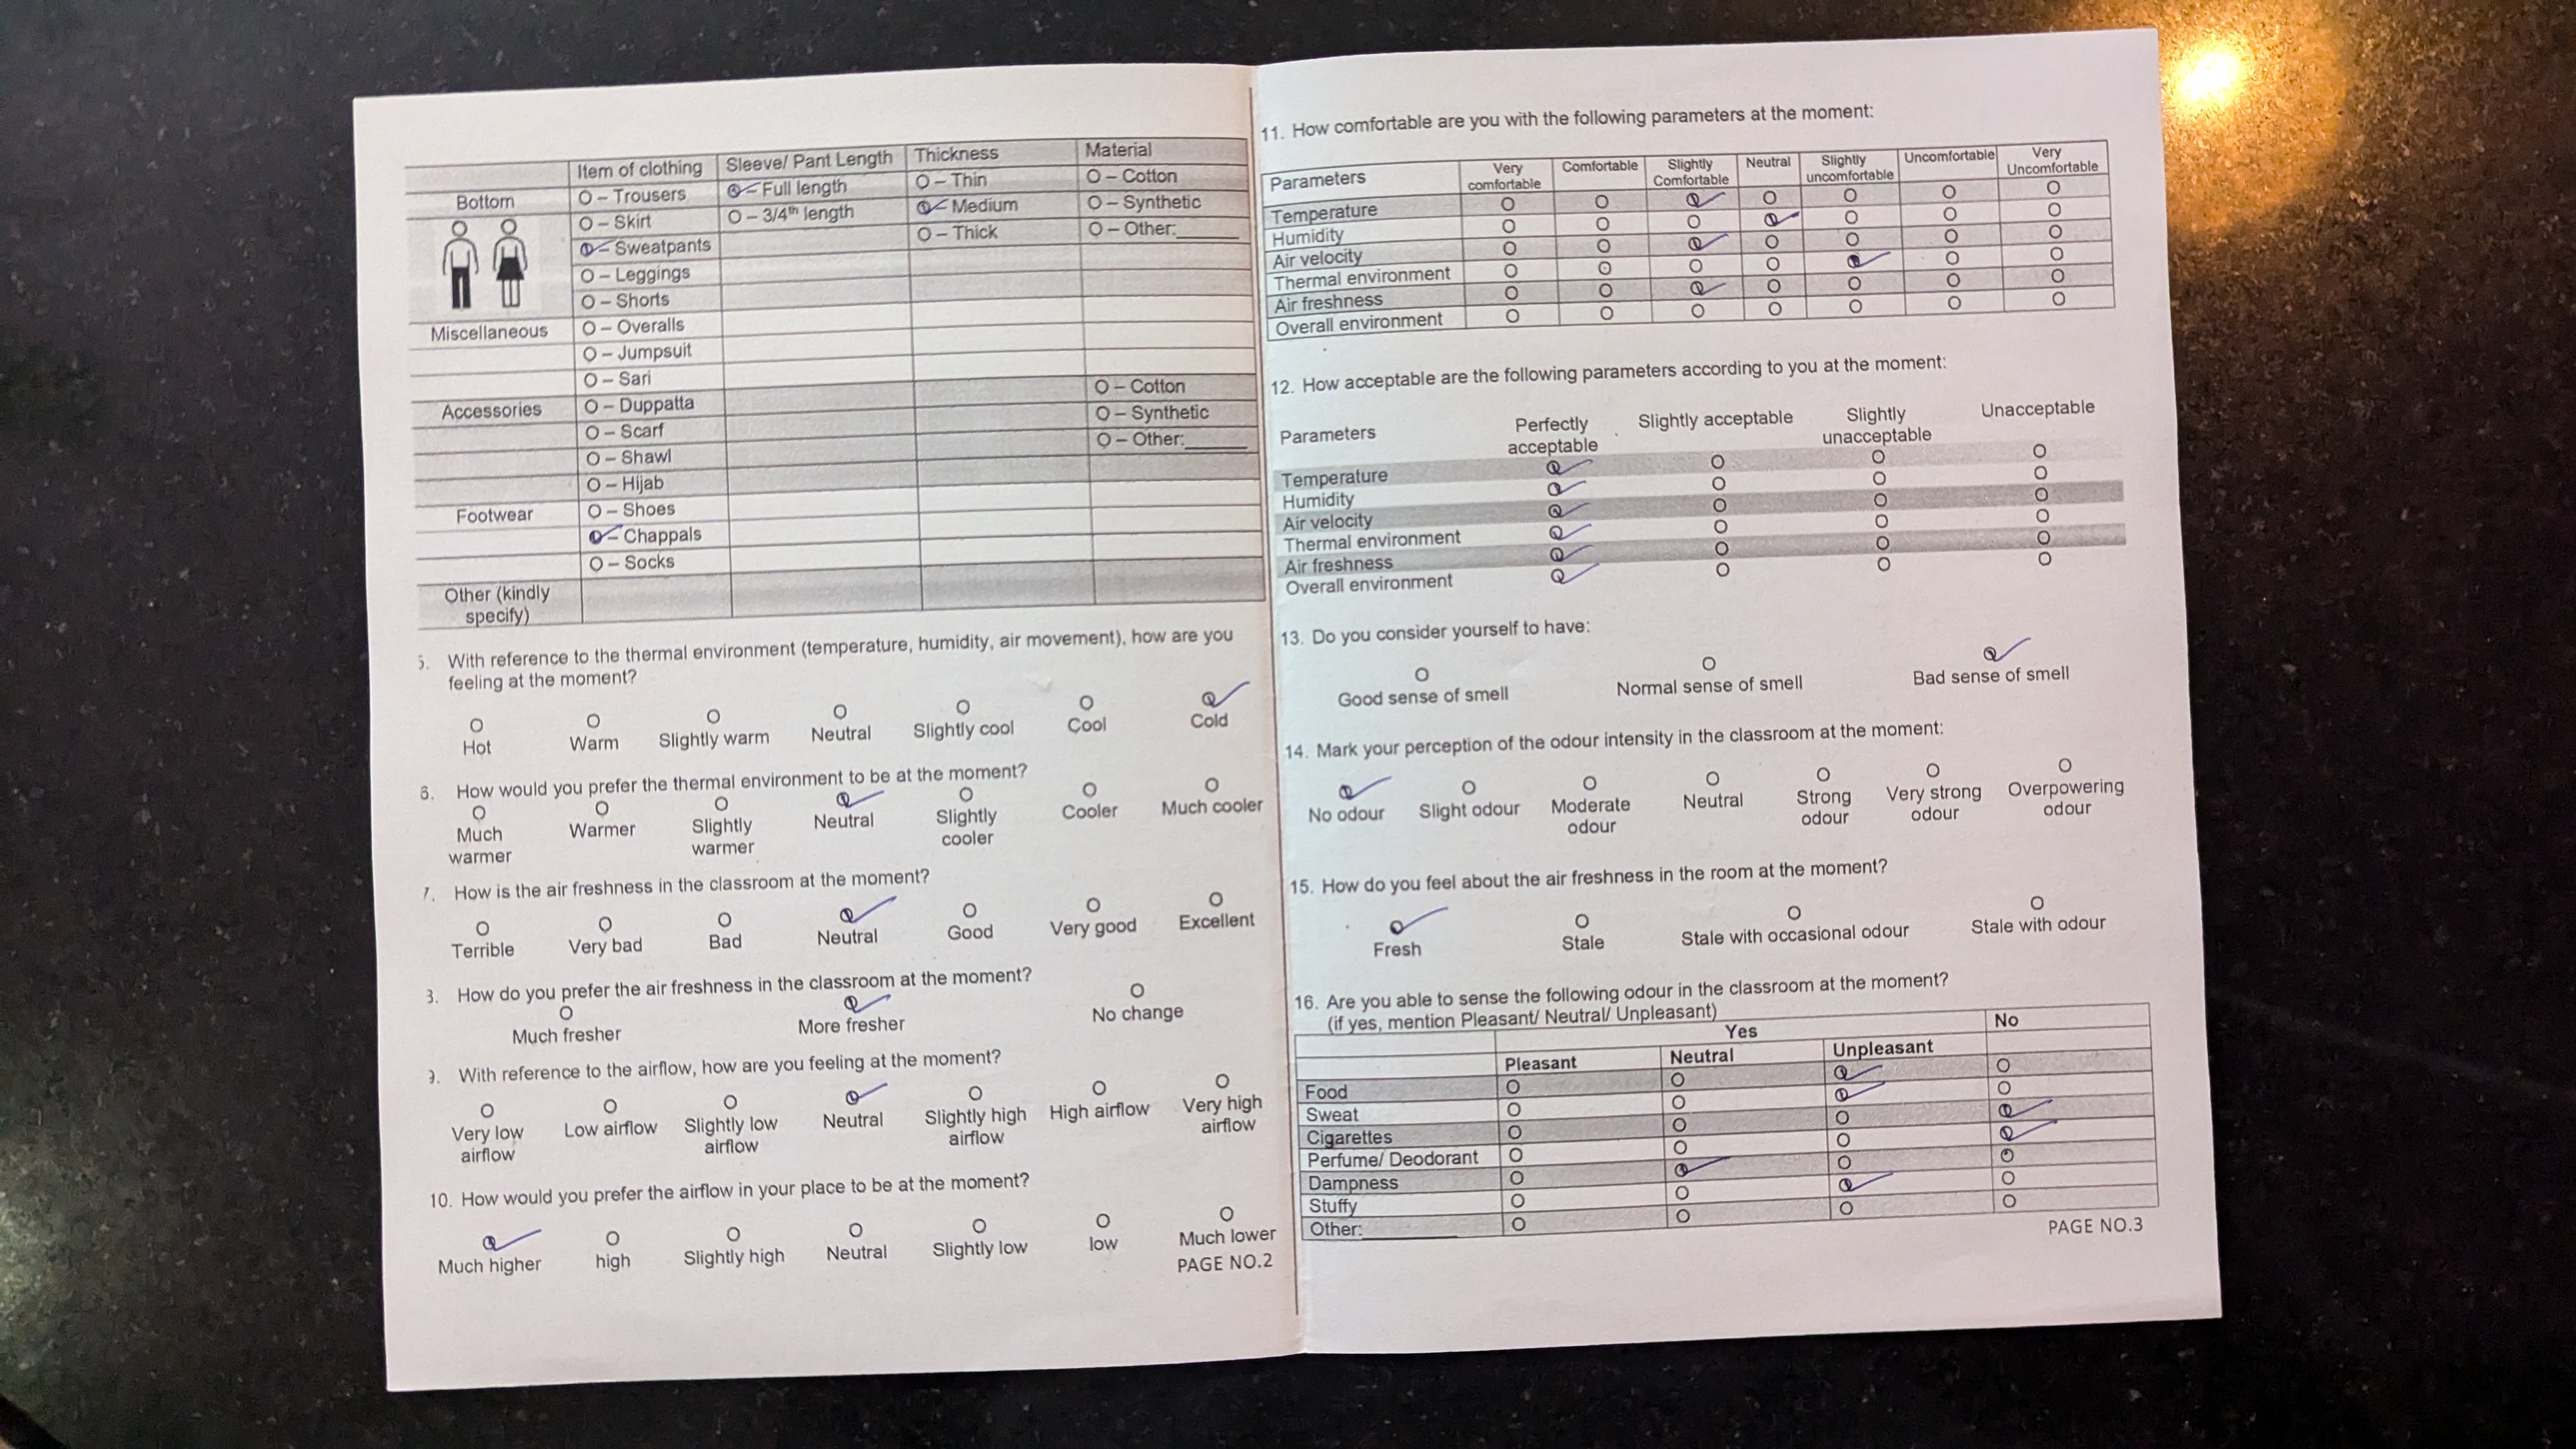 Item of clothing Sleeve/ Pant Length Thickness Material
Bottom O – Trousers O – Full length O – Thin O – Cotton
O – Skirt O – 3/4th length O – Medium O – Synthetic
O – Sweatpants O – Thick O – Other:______
O – Leggings
O – Shorts
Miscellaneous O – Overalls
O – Jumpsuit
O – Sari
Accessories O – Duppatta O – Cotton
O – Scarf O – Synthetic
O – Shawl O – Other:______
O – Hijab
Footwear O – Shoes
O – Chappals
O – Socks
Other (kindly
specify)
5. With reference to the thermal environment (temperature, humidity, air movement), how are you
feeling at the moment?
Hot Warm Slightly warm Neutral Slightly cool Cool Cold
6. How would you prefer the thermal environment to be at the moment?
Much warmer Warmer Slightly warmer Neutral Slightly cooler Cooler Much cooler
7. How is the air freshness in the classroom at the moment?
Terrible Very bad Bad Neutral Good Very good Excellent
8. How do you prefer the air freshness in the classroom at the moment?
Much fresher More fresher No change
9. With reference to the airflow, how are you feeling at the moment?
Very low airflow Low airflow Slightly low airflow Neutral Slightly high airflow High airflow Very high airflow
10. How would you prefer the airflow in your place to be at the moment?
Much higher high Slightly high Neutral Slightly low low Much lower
PAGE NO.2
11. How comfortable are you with the following parameters at the moment:
Parameters Very comfortable Comfortable Slightly Comfortable Neutral Slightly uncomfortable Uncomfortable Very Uncomfortable
Temperature
Humidity
Air velocity
Thermal environment
Air freshness
Overall environment
12. How acceptable are the following parameters according to you at the moment:
Parameters Perfectly acceptable Slightly acceptable Slightly unacceptable Unacceptable
Temperature
Humidity
Air velocity
Thermal environment
Air freshness
Overall environment
13. Do you consider yourself to have:
Good sense of smell Normal sense of smell Bad sense of smell
14. Mark your perception of the odour intensity in the classroom at the moment:
No odour Slight odour Moderate odour Neutral Strong odour Very strong odour Overpowering odour
15. How do you feel about the air freshness in the room at the moment?
Fresh Stale Stale with occasional odour Stale with odour
16. Are you able to sense the following odour in the classroom at the moment?
(if yes, mention Pleasant/ Neutral/ Unpleasant)
Yes No
Pleasant Neutral Unpleasant
Food
Sweat
Cigarettes
Perfume/ Deodorant
Dampness
Stuffy
Other:__________
PAGE NO.3